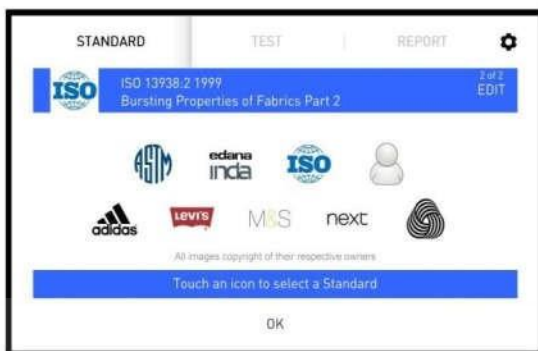 STANDARD
TEST
REPORT
ISO
ISO 13938:2 1999
Bursting Properties of Fabrics Part 2
2 of 2
EDIT
ASTM
edana
inda
ISO
adidas
LEVI'S
M&S
next
All images copyright of their respective owners
Touch an icon to select a Standard
OK